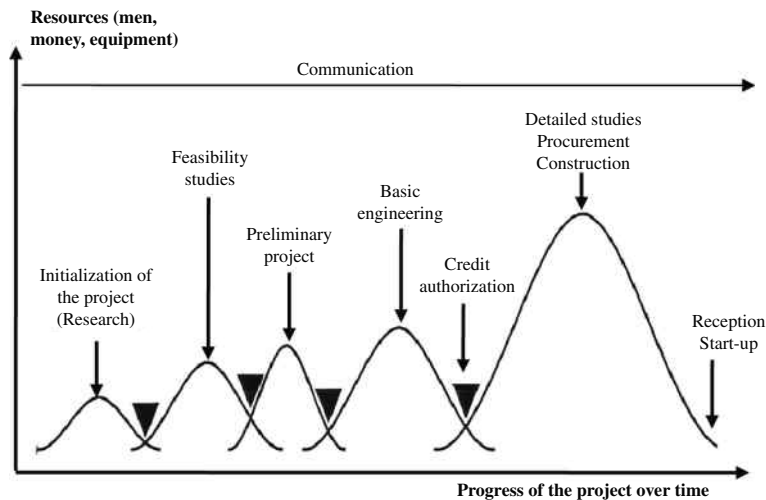 Resources (men,
money, equipment)
Communication
Detailed studies
Procurement
Construction
Feasibility
studies
Basic
engineering
Preliminary
project
Credit
authorization
Initialization of
the project
(Research)
Reception
Start-up
Progress of the project over time